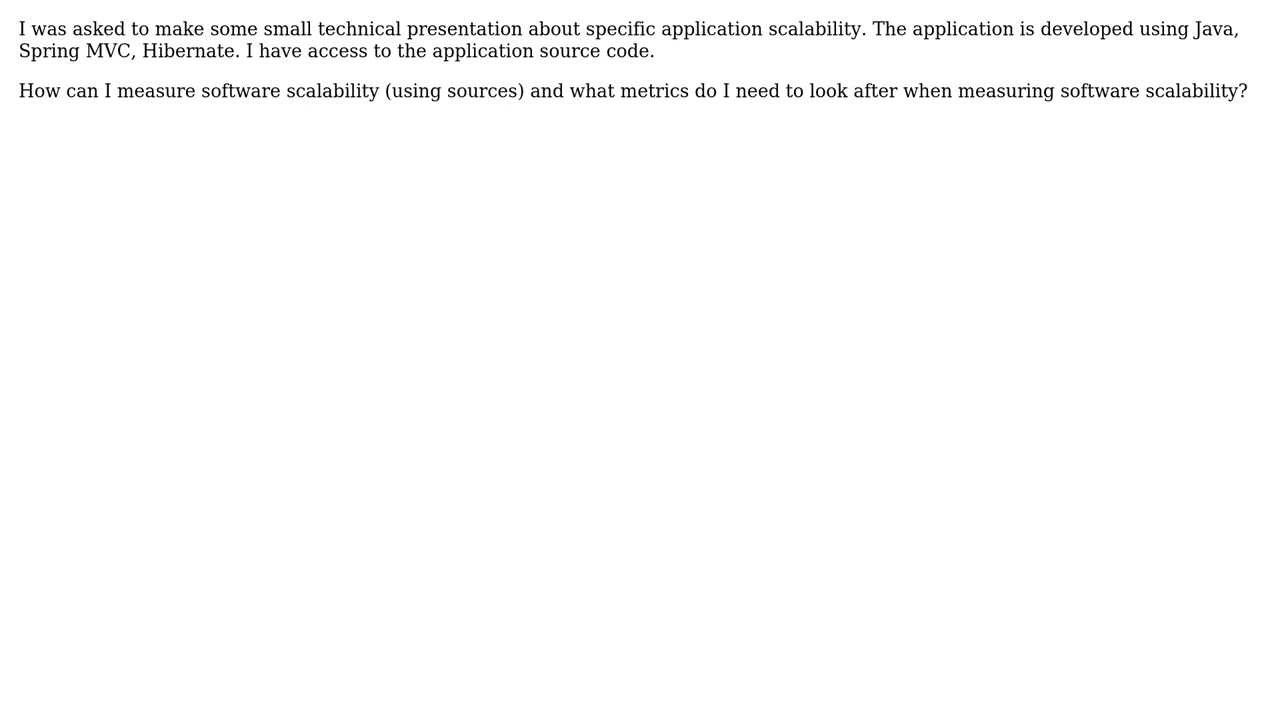 I was asked to make some small technical presentation about specific application scalability. The application is developed using Java,
Spring MVC, Hibernate. I have access to the application source code.
How can I measure software scalability (using sources) and what metrics do I need to look after when measuring software scalability?